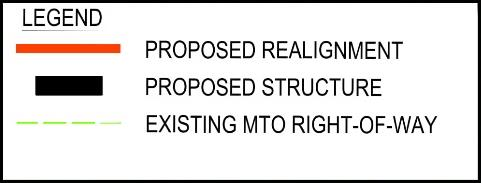 LEGEND
PROPOSED REALIGNMENT
PROPOSED STRUCTURE
EXISTING MTO RIGHT-OF-WAY